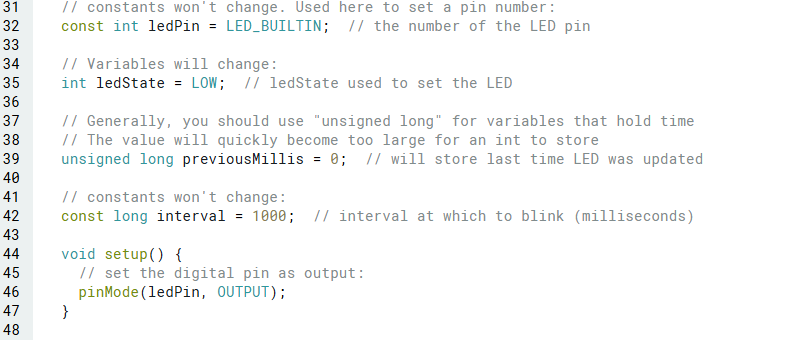 31 // constants won't change. Used here to set a pin number:
32 const int ledPin = LED_BUILTIN;  // the number of the LED pin
33
34 // Variables will change:
35 int ledState = LOW;  // ledState used to set the LED
36
37 // Generally, you should use "unsigned long" for variables that hold time
38 // The value will quickly become too large for an int to store
39 unsigned long previousMillis = 0;  // will store last time LED was updated
40
41 // constants won't change:
42 const long interval = 1000;  // interval at which to blink (milliseconds)
43
44 void setup() {
45   // set the digital pin as output:
46   pinMode(ledPin, OUTPUT);
47 }
48